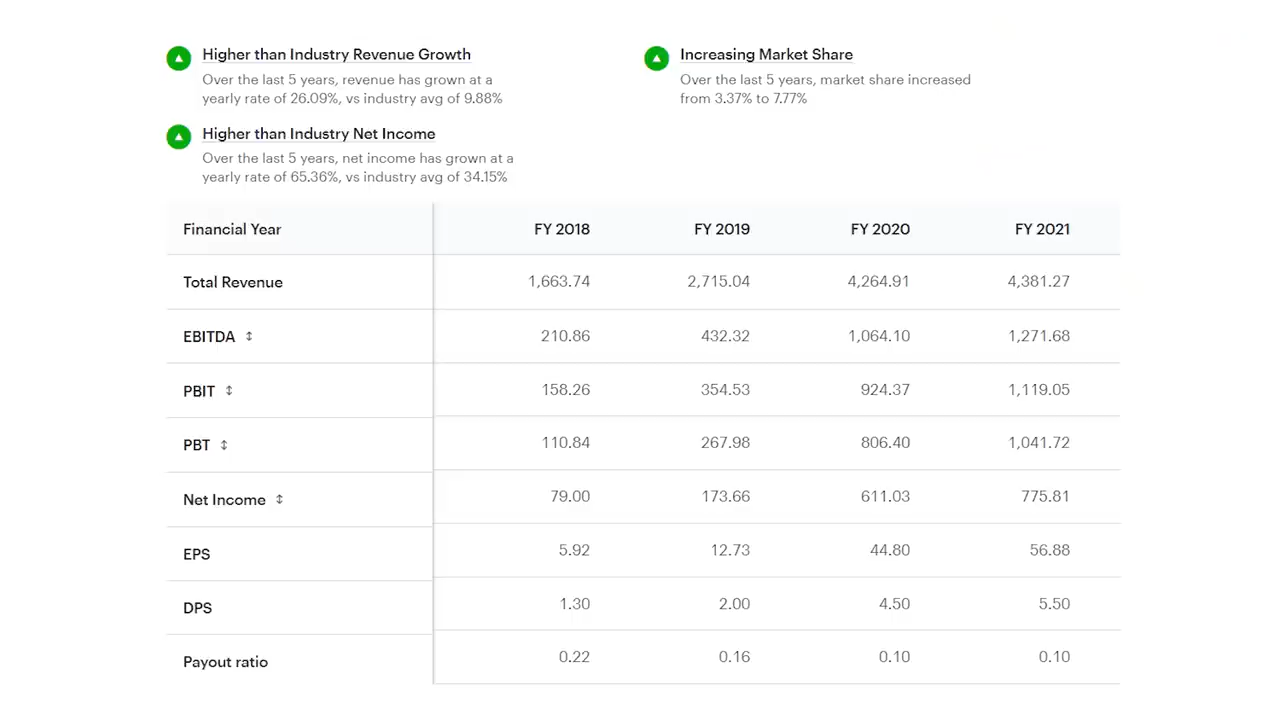 Higher than Industry Revenue Growth
Over the last 5 years, revenue has grown at a
yearly rate of 26.09%, vs industry avg of 9.88%
Increasing Market Share
Over the last 5 years, market share increased
from 3.37% to 7.77%
Higher than Industry Net Income
Over the last 5 years, net income has grown at a
yearly rate of 65.36%, vs industry avg of 34.15%
Financial Year FY 2018 FY 2019 FY 2020 FY 2021
Total Revenue 1,663.74 2,715.04 4,264.91 4,381.27
EBITDA 210.86 432.32 1,064.10 1,271.68
PBIT 158.26 354.53 924.37 1,119.05
PBT 110.84 267.98 806.40 1,041.72
Net Income 79.00 173.66 611.03 775.81
EPS 5.92 12.73 44.80 56.88
DPS 1.30 2.00 4.50 5.50
Payout ratio 0.22 0.16 0.10 0.10